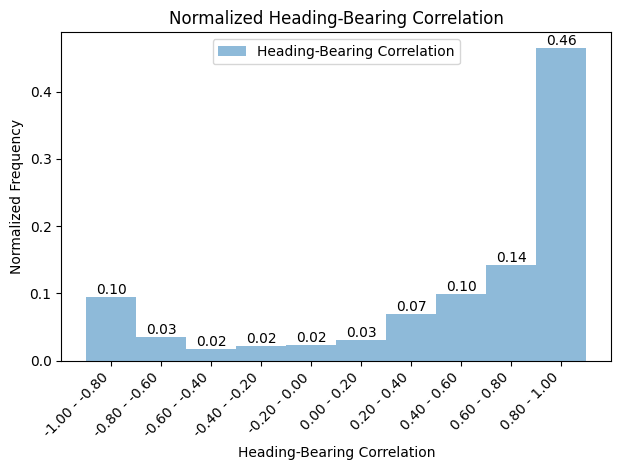 Normalized Heading-Bearing Correlation
Heading-Bearing Correlation
Normalized Frequency
0.4
0.3
0.2
0.1
0.0
0.10
0.03
0.02
0.02
0.02
0.03
0.07
0.10
0.14
0.46
-1.00 - -0.80
-0.80 - -0.60
-0.60 - -0.40
-0.40 - -0.20
-0.20 - 0.00
0.00 - 0.20
0.20 - 0.40
0.40 - 0.60
0.60 - 0.80
0.80 - 1.00
Heading-Bearing Correlation